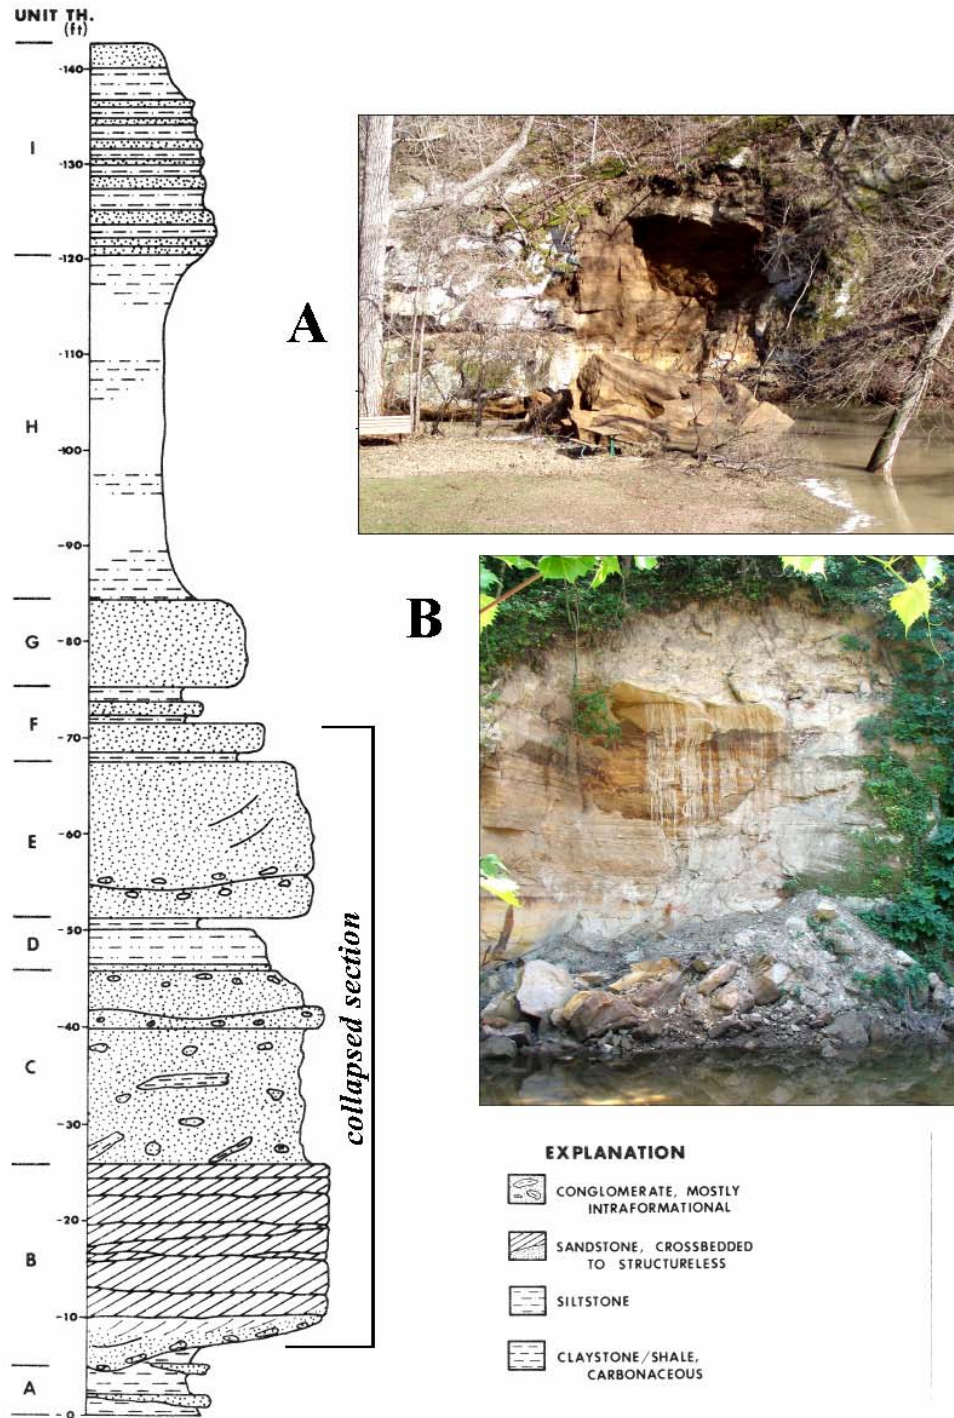 UNIT TH.
(ft)
-140
I
-130
-120
-110
H
-100
-90
G
-80
F
-70
E
-60
-50
D
-40
C
-30
-20
B
-10
A
-0
collapsed section
A
B
EXPLANATION
CONGLOMERATE, MOSTLY
INTRAFORMATIONAL
SANDSTONE, CROSSBEDDED
TO STRUCTURELESS
SILTSTONE
CLAYSTONE/SHALE,
CARBONACEOUS